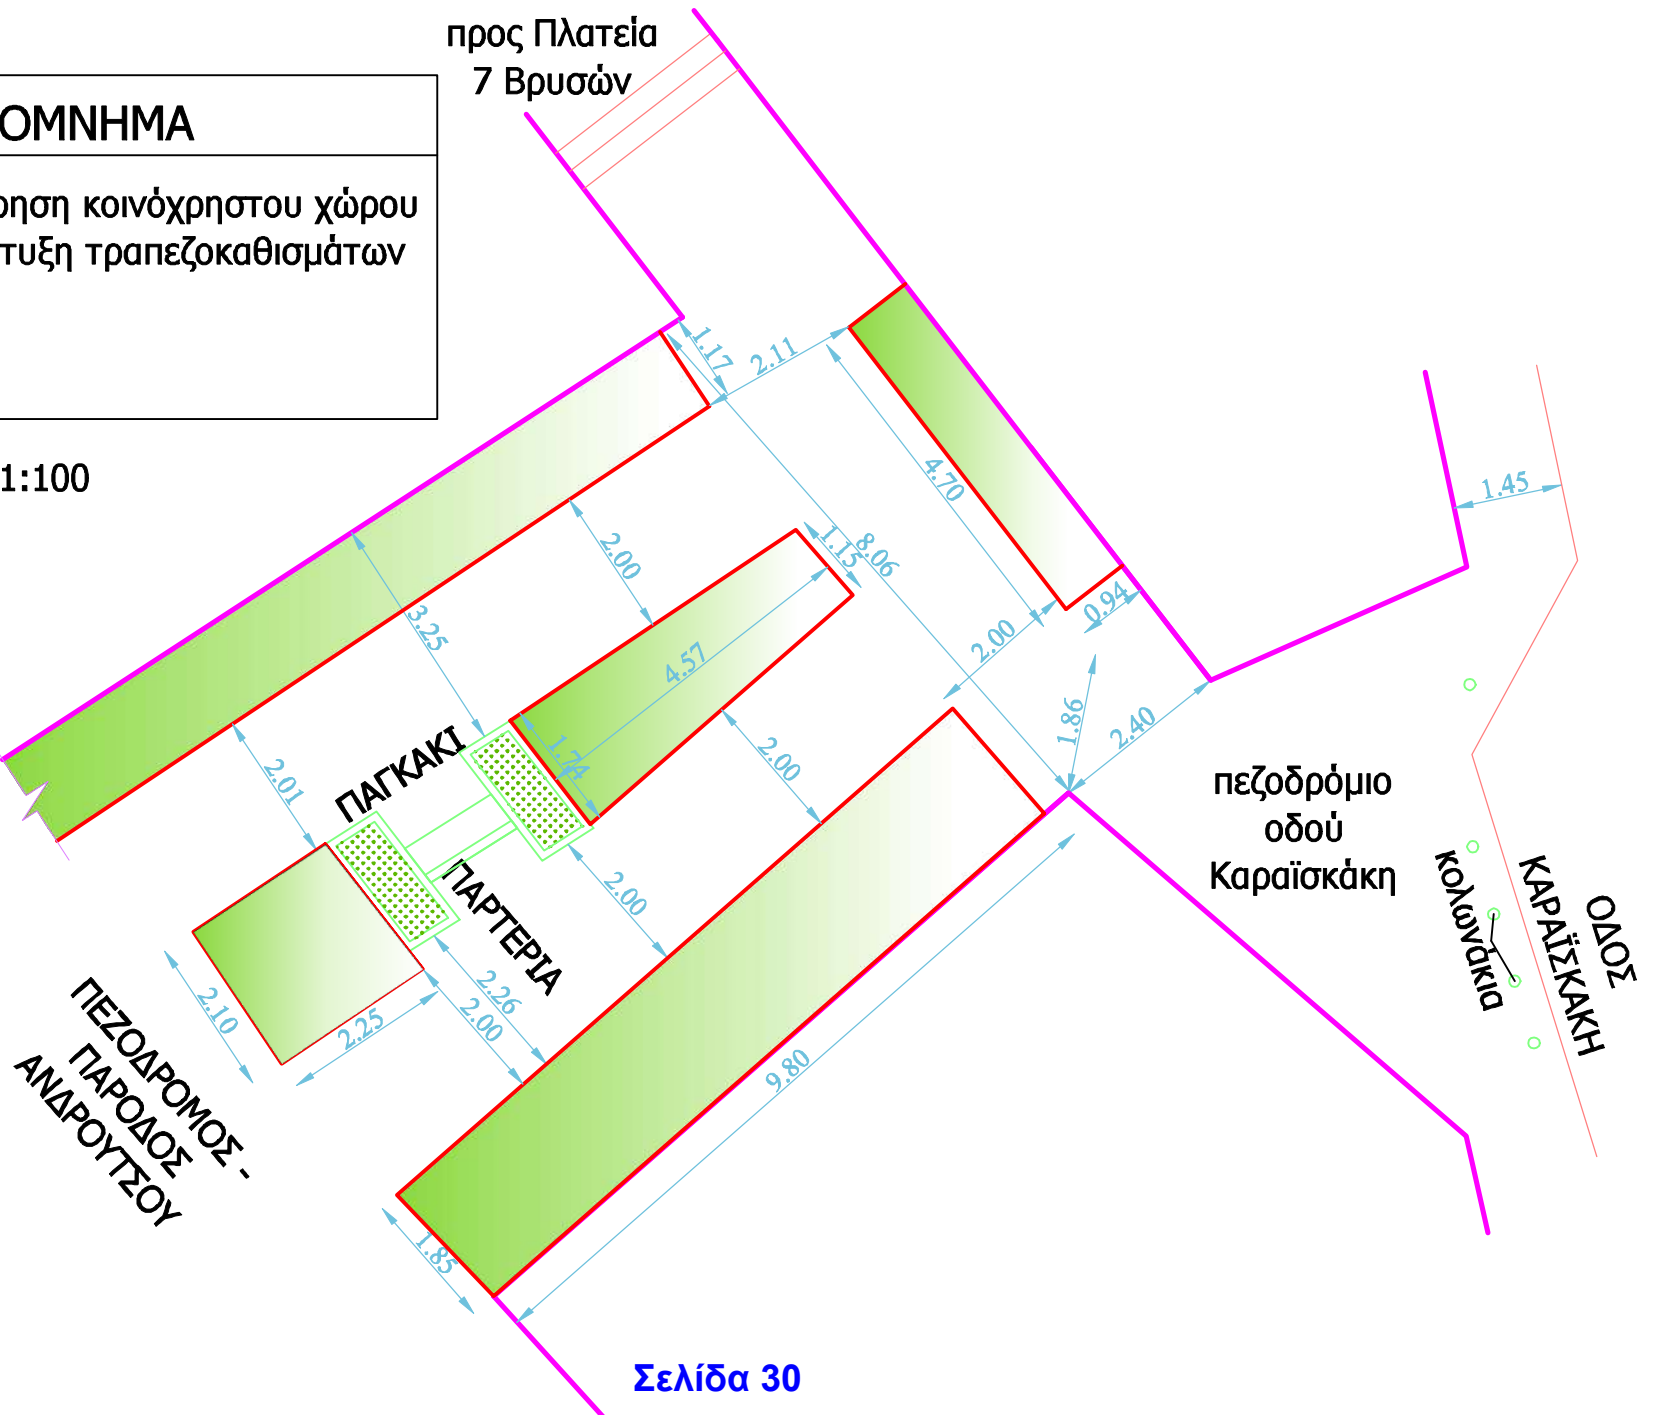 προς Πλατεία
7 Βρυσών
ΟΜΝΗΜΑ
ρηση κοινόχρηστου χώρου
τυξη τραπεζοκαθισμάτων
1:100
1.17
2.11
4.70
1.45
2.00
1.15
8.06
3.25
0.94
4.57
2.00
1.86
2.40
ΠΑΓΚΑΚΙ
1.74
2.00
2.01
πεζοδρόμιο
οδού
Καραϊσκάκη
ΠΑΡΤΕΡΙΑ
2.00
κολωνάκια
ΟΔΟΣ
ΚΑΡΑΪΣΚΑΚΗ
2.26
2.00
2.10
2.25
ΠΕΖΟΔΡΟΜΟΣ -
ΠΑΡΟΔΟΣ
ΑΝΔΡΟΥΤΣΟΥ
9.80
1.85
Σελίδα 30